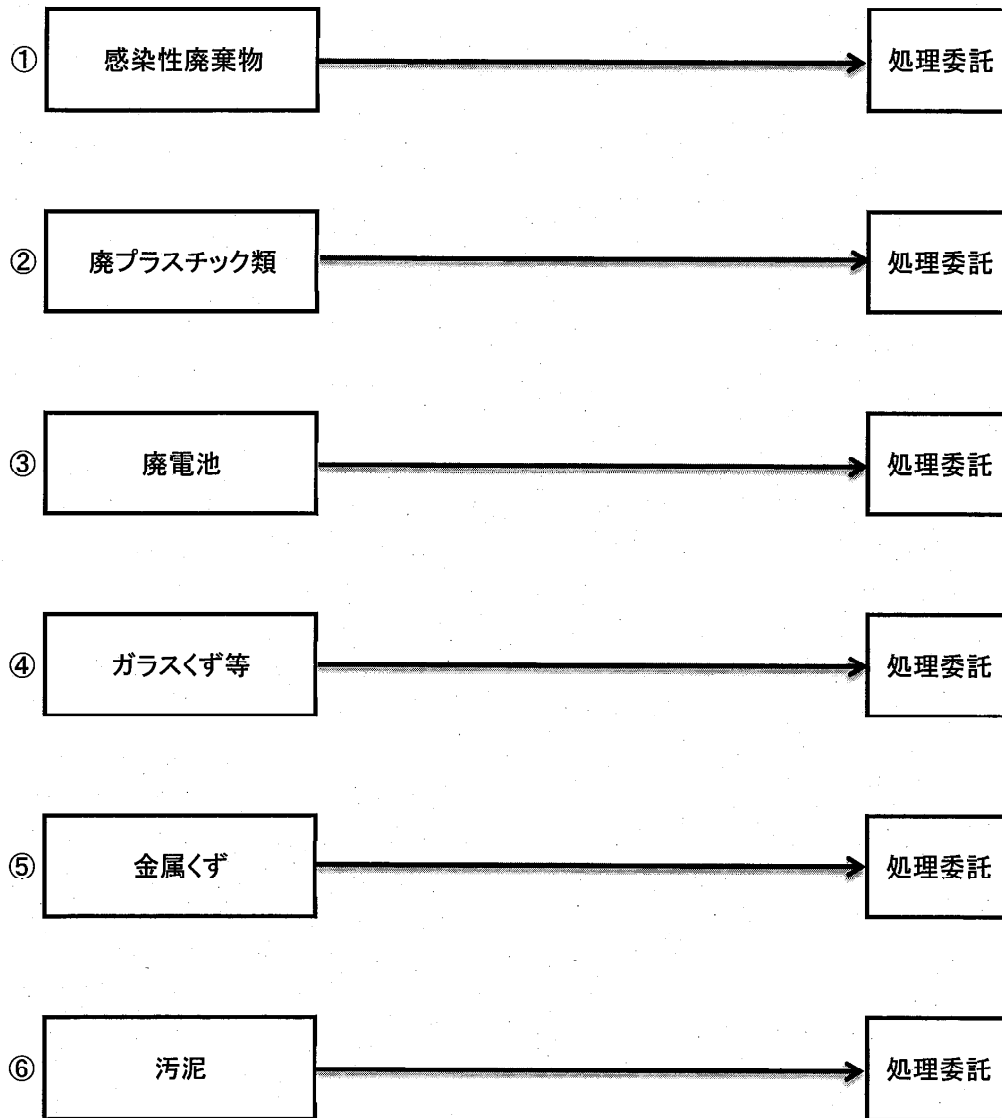 ① 感染性廃棄物 処理委託
② 廃プラスチック類 処理委託
③ 廃電池 処理委託
④ ガラスくず等 処理委託
⑤ 金属くず 処理委託
⑥ 汚泥 処理委託